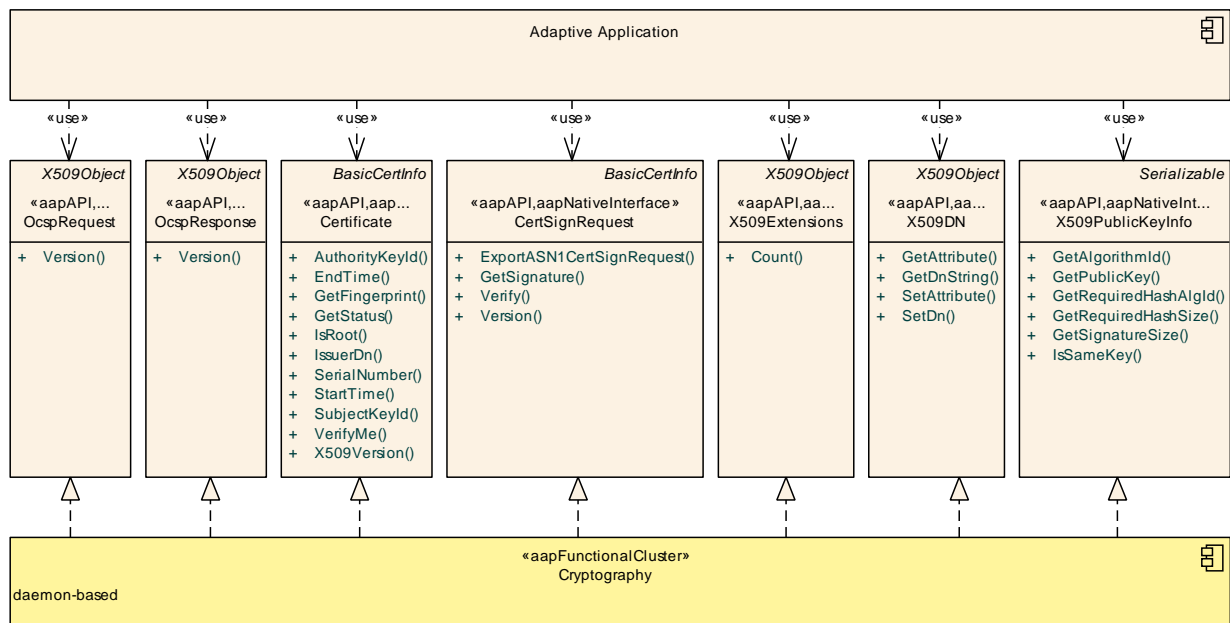 Adaptive Application
«use»
«use»
«use»
«use»
«use»
«use»
«use»
X509Object
«aapAPI,...
OcspRequest
+ Version()
X509Object
«aapAPI,...
OcspResponse
+ Version()
BasicCertInfo
«aapAPI,aap...
Certificate
+ AuthorityKeyId()
+ EndTime()
+ GetFingerprint()
+ GetStatus()
+ IsRoot()
+ IssuerDn()
+ SerialNumber()
+ StartTime()
+ SubjectKeyId()
+ VerifyMe()
+ X509Version()
BasicCertInfo
«aapAPI,aapNativeInterface»
CertSignRequest
+ ExportASN1CertSignRequest()
+ GetSignature()
+ Verify()
+ Version()
X509Object
«aapAPI,aa...
X509Extensions
+ Count()
X509Object
«aapAPI,aa...
X509DN
+ GetAttribute()
+ GetDnString()
+ SetAttribute()
+ SetDn()
Serializable
«aapAPI,aapNativeInt...
X509PublicKeyInfo
+ GetAlgorithmId()
+ GetPublicKey()
+ GetRequiredHashAlgId()
+ GetRequiredHashSize()
+ GetSignatureSize()
+ IsSameKey()
«aapFunctionalCluster»
Cryptography
daemon-based